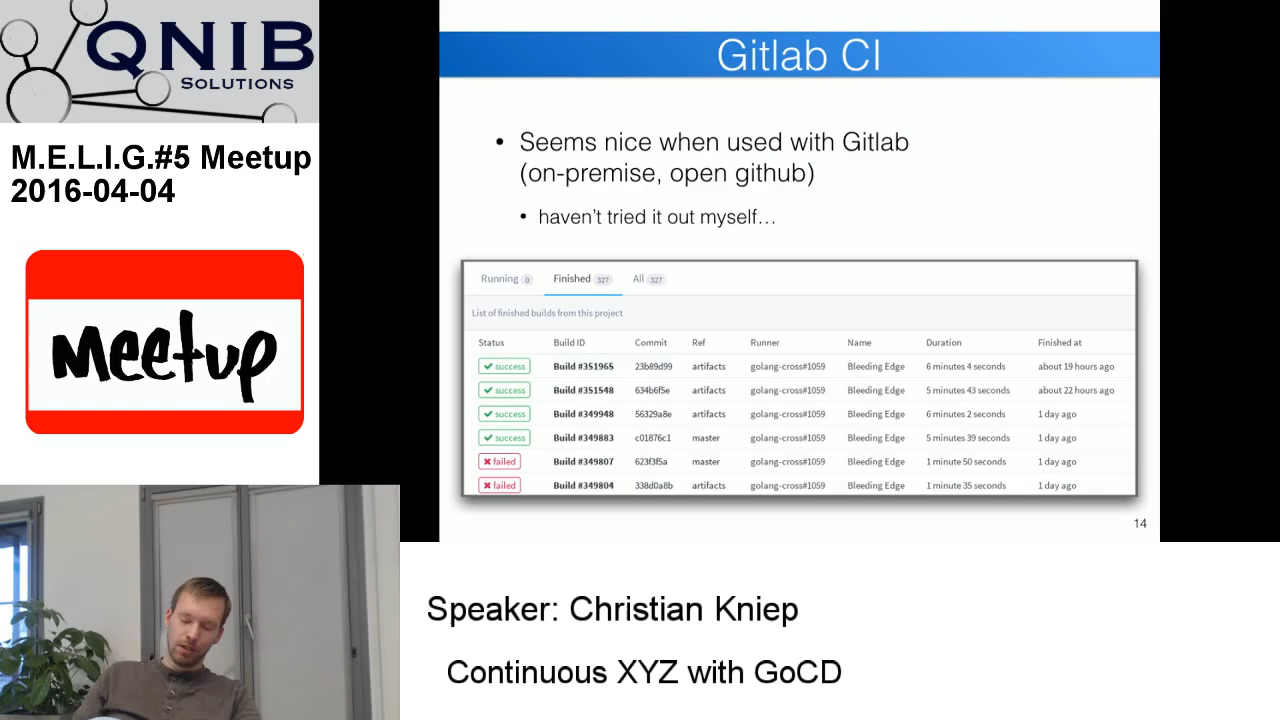 QNIB
SOLUTIONS
M.E.L.I.G.#5 Meetup
2016-04-04
Meetup
Gitlab CI
• Seems nice when used with Gitlab
(on-premise, open github)
• haven't tried it out myself…
Running 0 Finished 327 All 327
List of finished builds from this project
Status Build ID Commit Ref Runner Name Duration Finished at
✔ success Build #351965 23b89d99 artifacts golang-cross#1059 Bleeding Edge 6 minutes 4 seconds about 19 hours ago
✔ success Build #351548 634b6f5e artifacts golang-cross#1059 Bleeding Edge 5 minutes 43 seconds about 22 hours ago
✔ success Build #349948 56329a8e artifacts golang-cross#1059 Bleeding Edge 6 minutes 2 seconds 1 day ago
✔ success Build #349883 c01876c1 master golang-cross#1059 Bleeding Edge 5 minutes 39 seconds 1 day ago
✖ failed Build #349807 623f3f5a master golang-cross#1059 Bleeding Edge 1 minute 50 seconds 1 day ago
✖ failed Build #349804 338d0a8b artifacts golang-cross#1059 Bleeding Edge 1 minute 35 seconds 1 day ago
14
Speaker: Christian Kniep
Continuous XYZ with GoCD